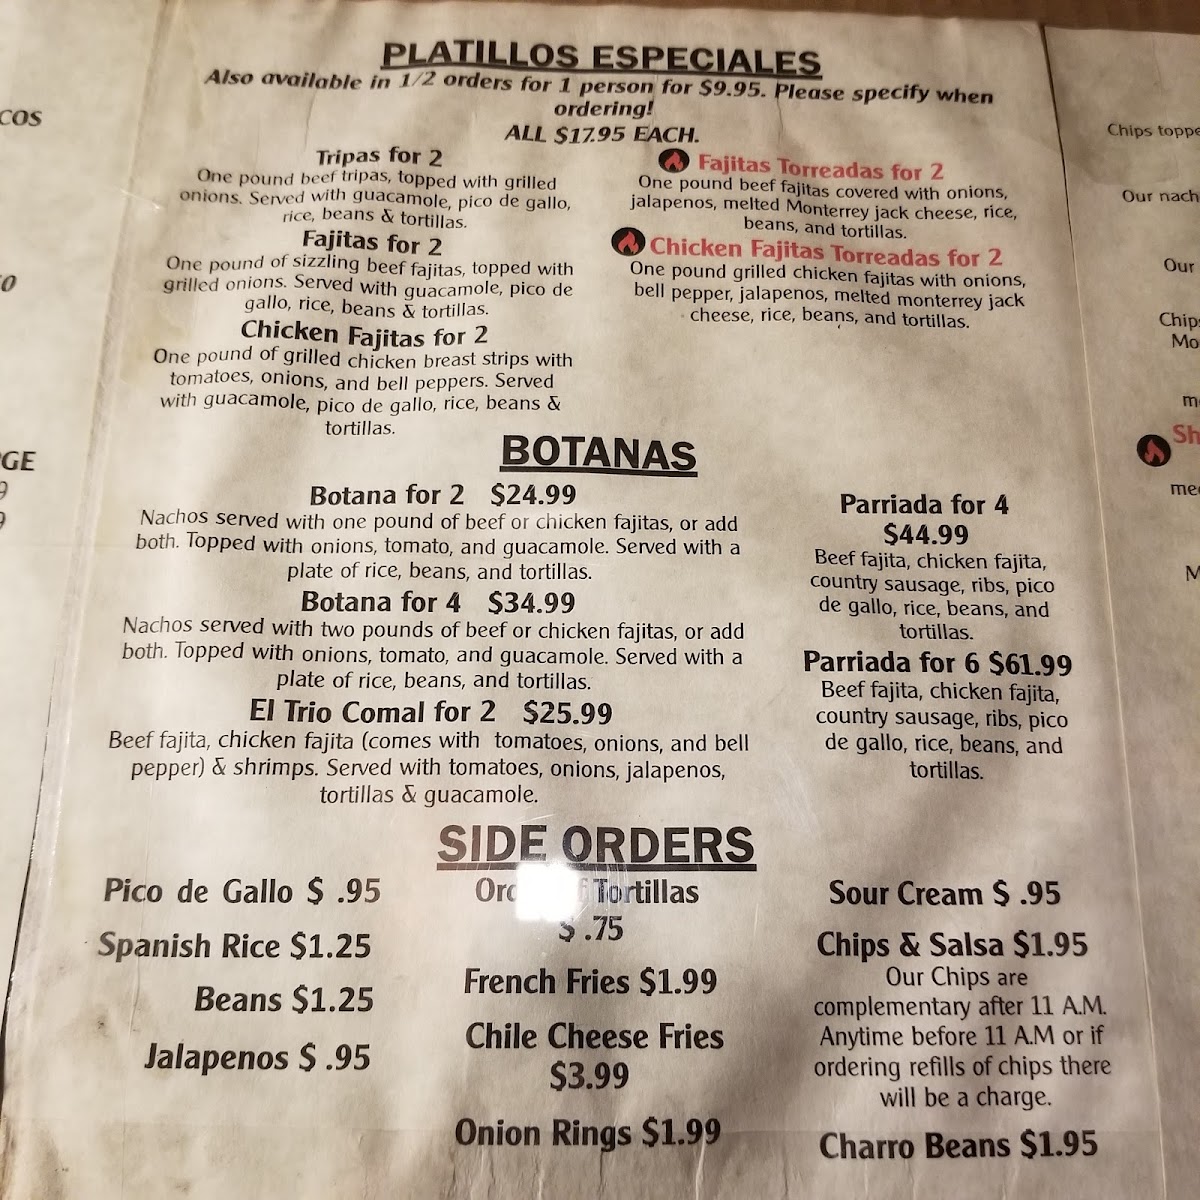 PLATILLOS ESPECIALES
Also available in 1/2 orders for 1 person for $9.95. Please specify when
ordering!
ALL $17.95 EACH.
Tripas for 2
One pound beef tripas, topped with grilled
onions. Served with guacamole, pico de gallo,
rice, beans & tortillas.
Fajitas for 2
One pound of sizzling beef fajitas, topped with
grilled onions. Served with guacamole, pico de
gallo, rice, beans & tortillas.
Chicken Fajitas for 2
One pound of grilled chicken breast strips with
tomatoes, onions, and bell peppers. Served
with guacamole, pico de gallo, rice, beans &
tortillas.
Fajitas Torreadas for 2
One pound beef fajitas covered with onions,
jalapenos, melted Monterrey jack cheese, rice,
beans, and tortillas.
Chicken Fajitas Torreadas for 2
One pound grilled chicken fajitas with onions,
bell pepper, jalapenos, melted monterrey jack
cheese, rice, beans, and tortillas.
BOTANAS
Botana for 2 $24.99
Nachos served with one pound of beef or chicken fajitas, or add
both. Topped with onions, tomato, and guacamole. Served with a
plate of rice, beans, and tortillas.
Botana for 4 $34.99
Nachos served with two pounds of beef or chicken fajitas, or add
both. Topped with onions, tomato, and guacamole. Served with a
plate of rice, beans, and tortillas.
El Trio Comal for 2 $25.99
Beef fajita, chicken fajita (comes with tomatoes, onions, and bell
pepper) & shrimps. Served with tomatoes, onions, jalapenos,
tortillas & guacamole.
Parriada for 4
$44.99
Beef fajita, chicken fajita,
country sausage, ribs, pico
de gallo, rice, beans, and
tortillas.
Parriada for 6 $61.99
Beef fajita, chicken fajita,
country sausage, ribs, pico
de gallo, rice, beans, and
tortillas.
SIDE ORDERS
Pico de Gallo $ .95
Spanish Rice $1.25
Beans $1.25
Jalapenos $ .95
Tortillas
$ .75
French Fries $1.99
Chile Cheese Fries
$3.99
Onion Rings $1.99
Sour Cream $ .95
Chips & Salsa $1.95
Our Chips are
complementary after 11 A.M.
Anytime before 11 A.M or if
ordering refills of chips there
will be a charge.
Charro Beans $1.95
COS
GE
Chips
Our
Our
Chips